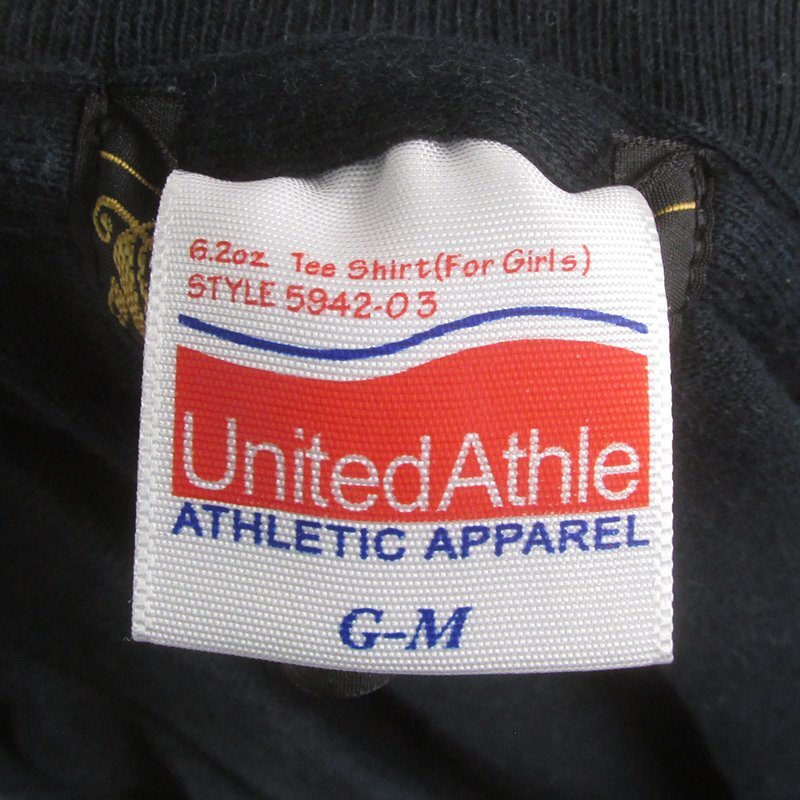 6.2oz Tee Shirt(For Girls)
STYLE 5942-03
UnitedAthle
ATHLETIC APPAREL
G-M